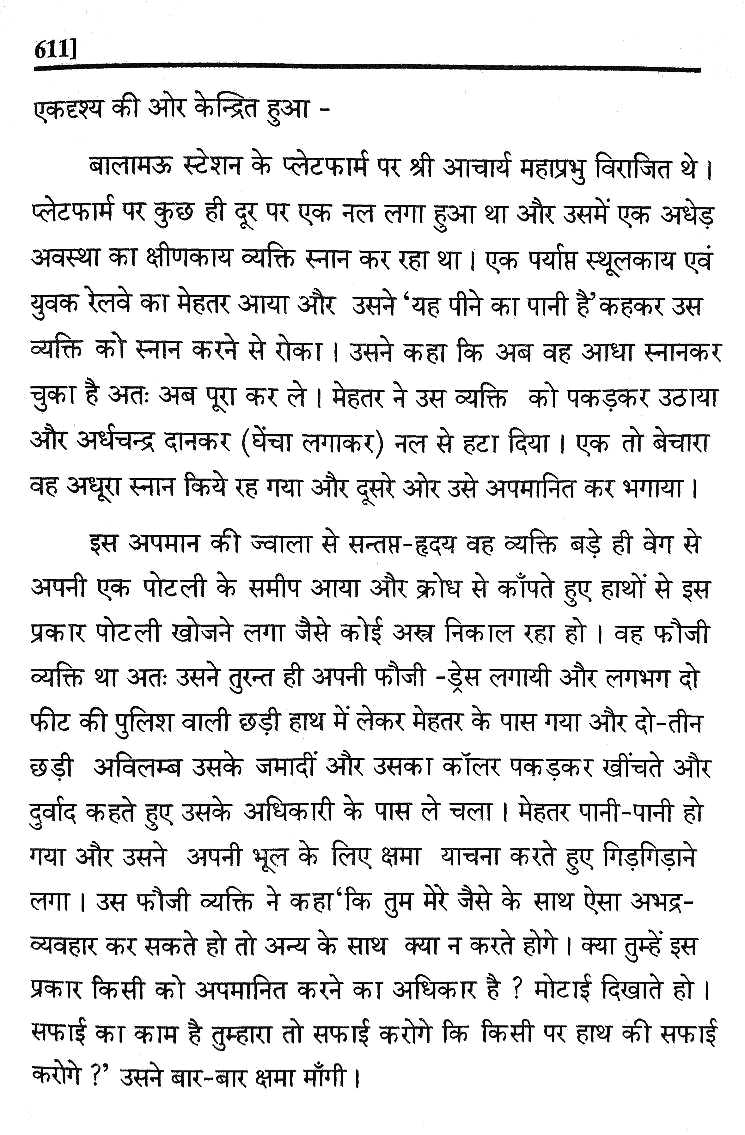 611]
एकदृश्य की ओर केन्द्रित हुआ -
बालामऊ स्टेशन के प्लेटफार्म पर श्री आचार्य महाप्रभु विराजित थे ।
प्लेटफार्म पर कुछ ही दूर पर एक नल लगा हुआ था और उसमें एक अधेड़
अवस्था का क्षीणकाय व्यक्ति स्नान कर रहा था । एक पर्याप्त स्थूलकाय एवं
युवक रेलवे का मेहतर आया और उसने ‘यह पीने का पानी है’ कहकर उस
व्यक्ति को स्नान करने से रोका । उसने कहा कि अब वह आधा स्नानकर
चुका है अतः अब पूरा कर ले । मेहतर ने उस व्यक्ति को पकड़कर उठाया
और अर्धचन्द्र दानकर (घेंचा लगाकर) नल से हटा दिया । एक तो बेचारा
वह अधूरा स्नान किये रह गया और दूसरे ओर उसे अपमानित कर भगाया ।
इस अपमान की ज्वाला से सन्तप्त-हृदय वह व्यक्ति बड़े ही वेग से
अपनी एक पोटली के समीप आया और क्रोध से काँपते हुए हाथों से इस
प्रकार पोटली खोजने लगा जैसे कोई अस्त्र निकाल रहा हो । वह फौजी
व्यक्ति था अतः उसने तुरन्त ही अपनी फौजी -ड्रेस लगायी और लगभग दो
फीट की पुलिश वाली छड़ी हाथ में लेकर मेहतर के पास गया और दो-तीन
छड़ी अविलम्ब उसके जमादीं और उसका कॉलर पकड़कर खींचते और
दुर्वाद कहते हुए उसके अधिकारी के पास ले चला । मेहतर पानी-पानी हो
गया और उसने अपनी भूल के लिए क्षमा याचना करते हुए गिड़गिड़ाने
लगा । उस फौजी व्यक्ति ने कहा‘कि तुम मेरे जैसे के साथ ऐसा अभद्र-
व्यवहार कर सकते हो तो अन्य के साथ क्या न करते होगे । क्या तुम्हें इस
प्रकार किसी को अपमानित करने का अधिकार है ? मोटाई दिखाते हो ।
सफाई का काम है तुम्हारा तो सफाई करोगे कि किसी पर हाथ की सफाई
करोगे ?’ उसने बार-बार क्षमा माँगी ।